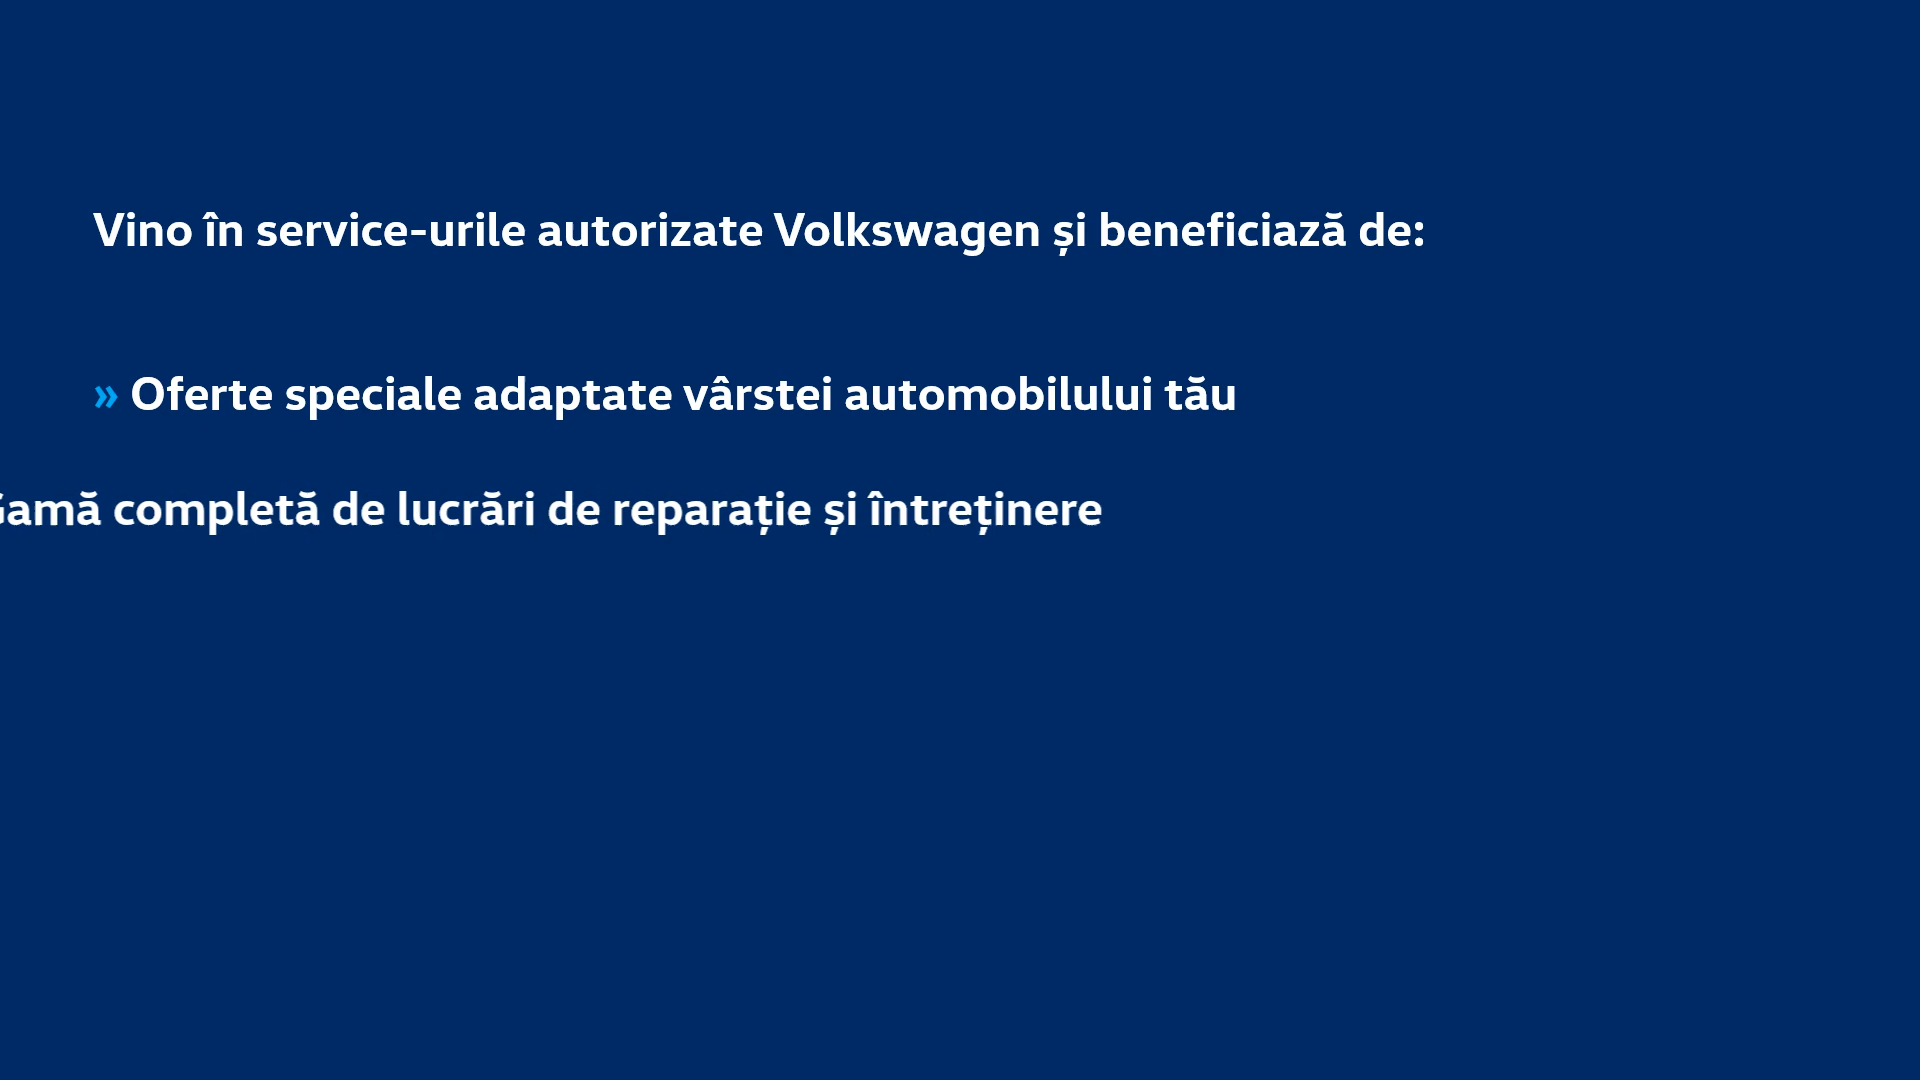 Vino în service-urile autorizate Volkswagen și beneficiază de:
» Oferte speciale adaptate vârstei automobilului tău
Gamă completă de lucrări de reparație și întreținere